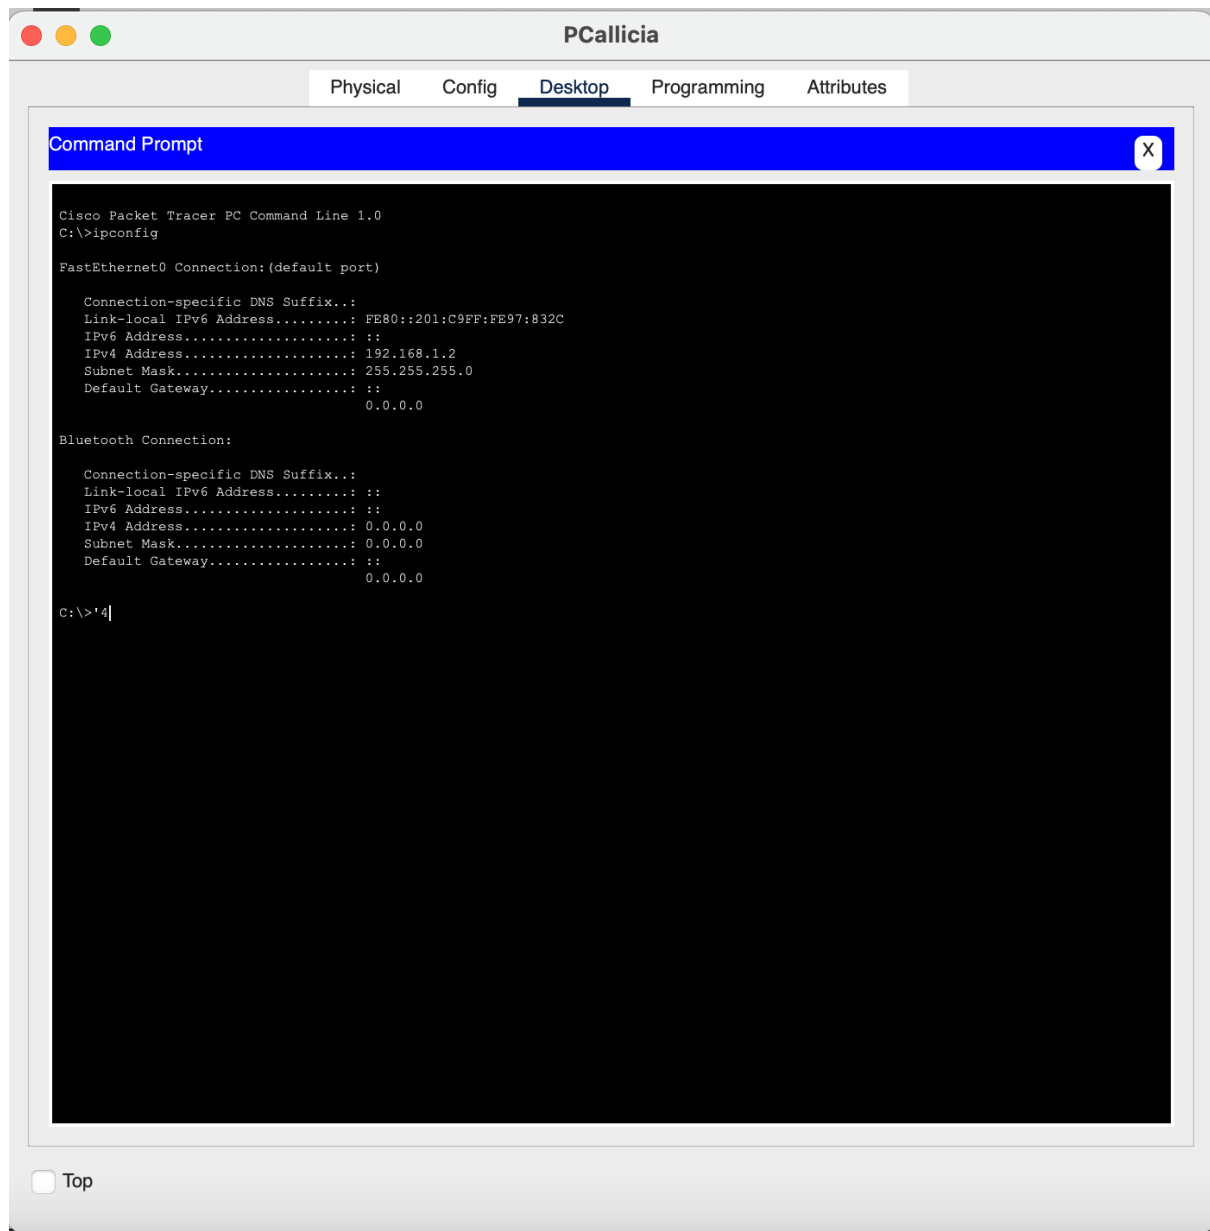 PCallicia
Physical Config Desktop Programming Attributes
Command Prompt X
Cisco Packet Tracer PC Command Line 1.0
C:\>ipconfig
FastEthernet0 Connection:(default port)
Connection-specific DNS Suffix..:
Link-local IPv6 Address.........: FE80::201:C9FF:FE97:832C
IPv6 Address....................: ::
IPv4 Address....................: 192.168.1.2
Subnet Mask.....................: 255.255.255.0
Default Gateway.................: ::
0.0.0.0
Bluetooth Connection:
Connection-specific DNS Suffix..:
Link-local IPv6 Address.........: ::
IPv6 Address....................: ::
IPv4 Address....................: 0.0.0.0
Subnet Mask.....................: 0.0.0.0
Default Gateway.................: ::
0.0.0.0
C:\>'4
Top